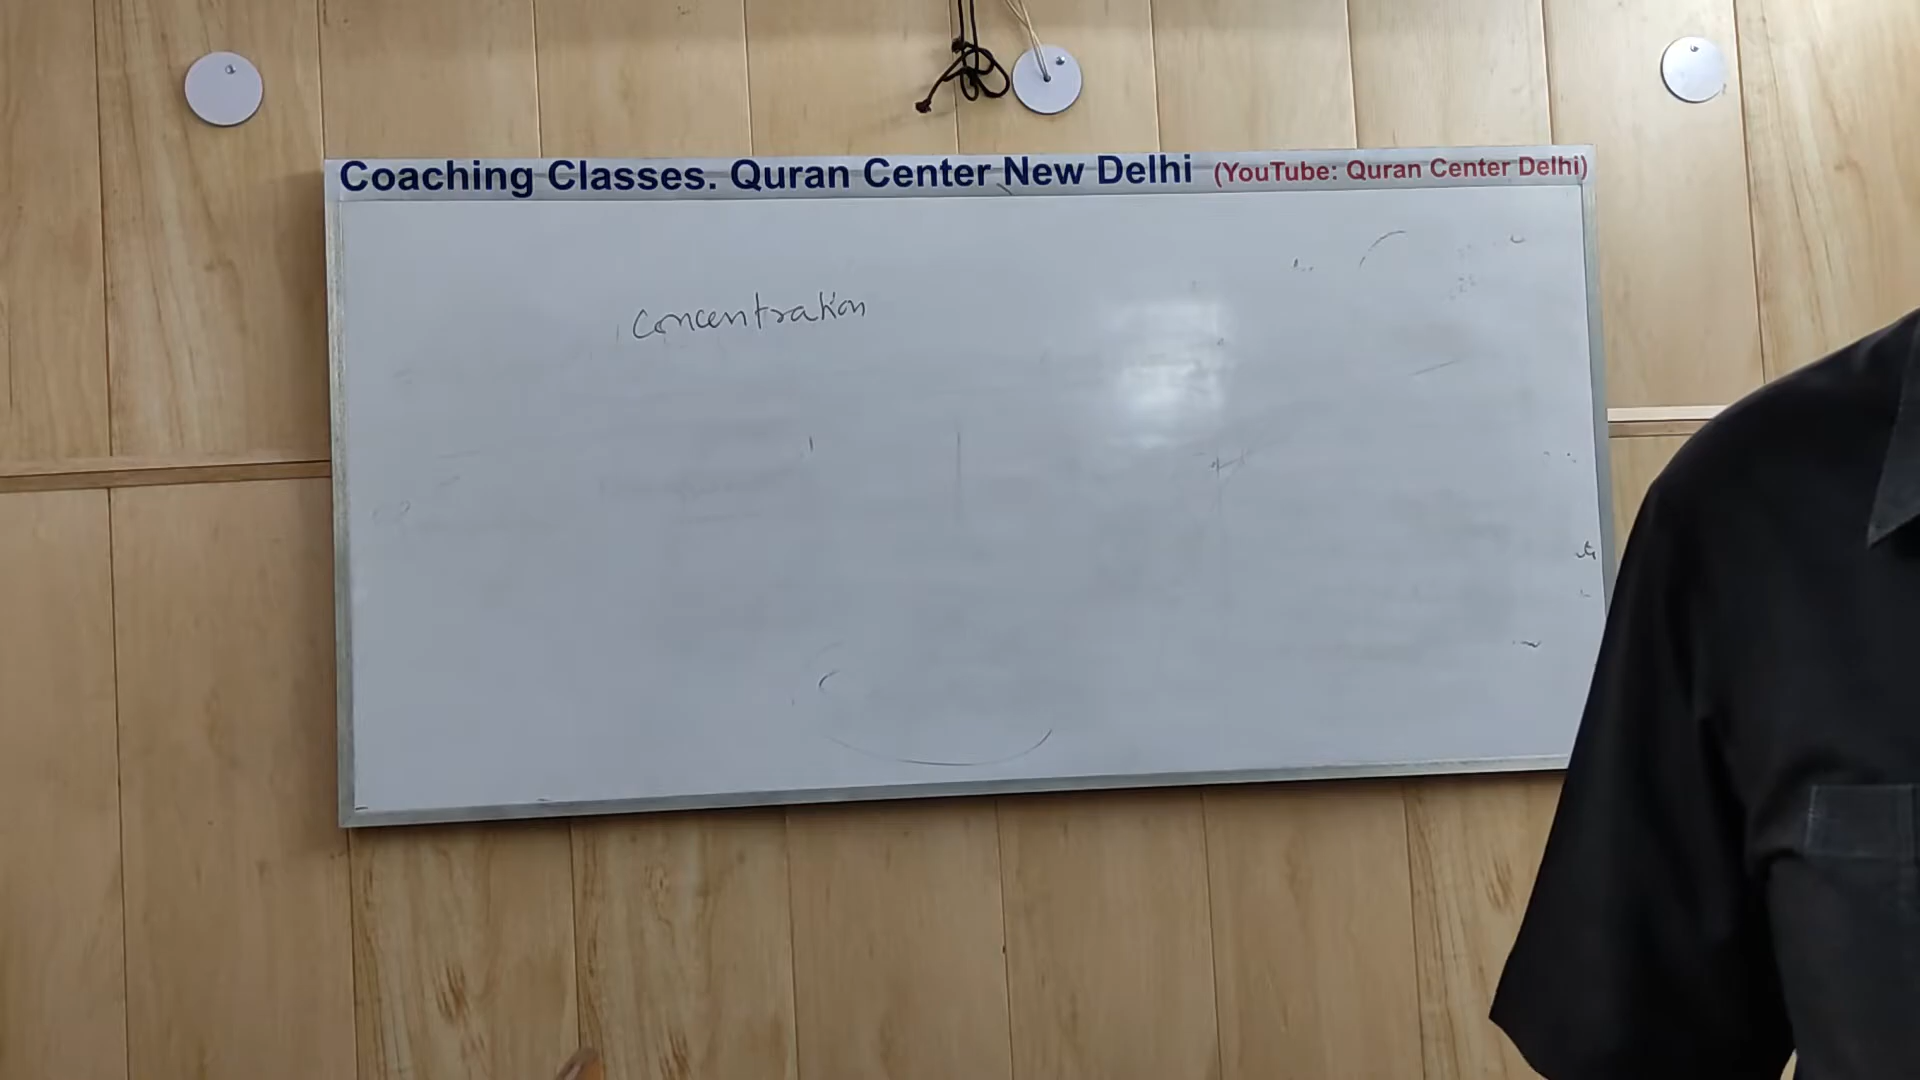 Coaching Classes. Quran Center New Delhi (YouTube: Quran Center Delhi)
concentration